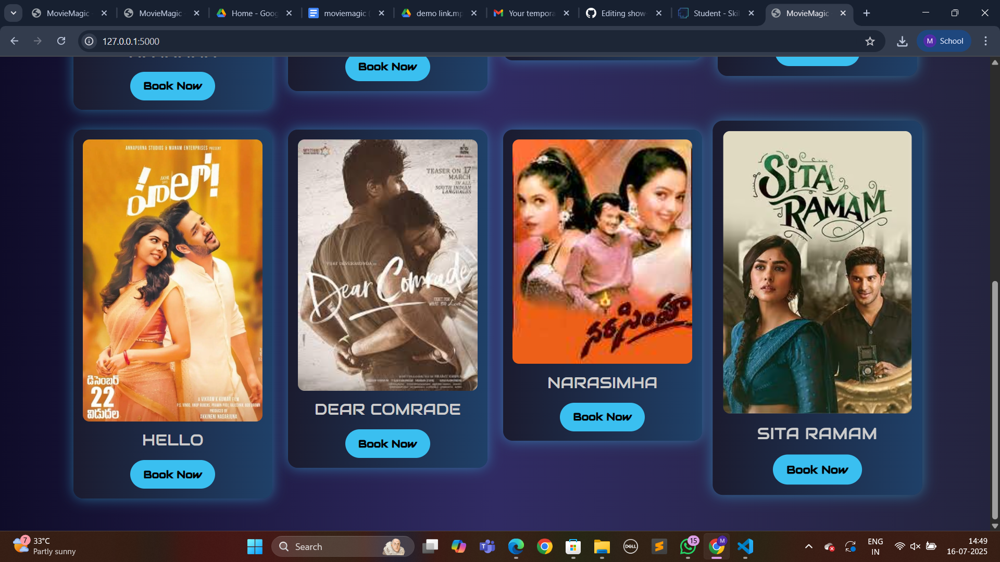 MovieMagic
MovieMagic
Home - Goog
moviemagic (
demo link.mp
Your tempora
Editing show-
Student - Skil
MovieMagic
127.0.0.1:5000
M School
Book Now
Book Now
ANNAPURNA STUDIOS & MANAM ENTERPRISES PRESENT
హలో!
డిసెంబర్
22
విడుదల
A VIKRAM K KUMAR FILM
PRODUCED BY
AKKINENI NAGARJUNA
HELLO
Book Now
TEASER ON 17TH
MARCH
IN ALL
SOUTH INDIAN
LANGUAGES
Dear Comrade
DEAR COMRADE
Book Now
నరసింహా
NARASIMHA
Book Now
SITA
RAMAM
SITA RAMAM
Book Now
7
33°C
Partly sunny
Search
DELL
15
M
ENG
IN
14:49
16-07-2025